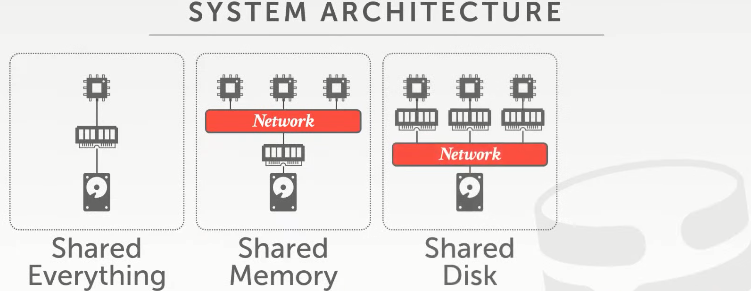 SYSTEM ARCHITECTURE
Network
Network
Shared
Everything
Shared
Memory
Shared
Disk